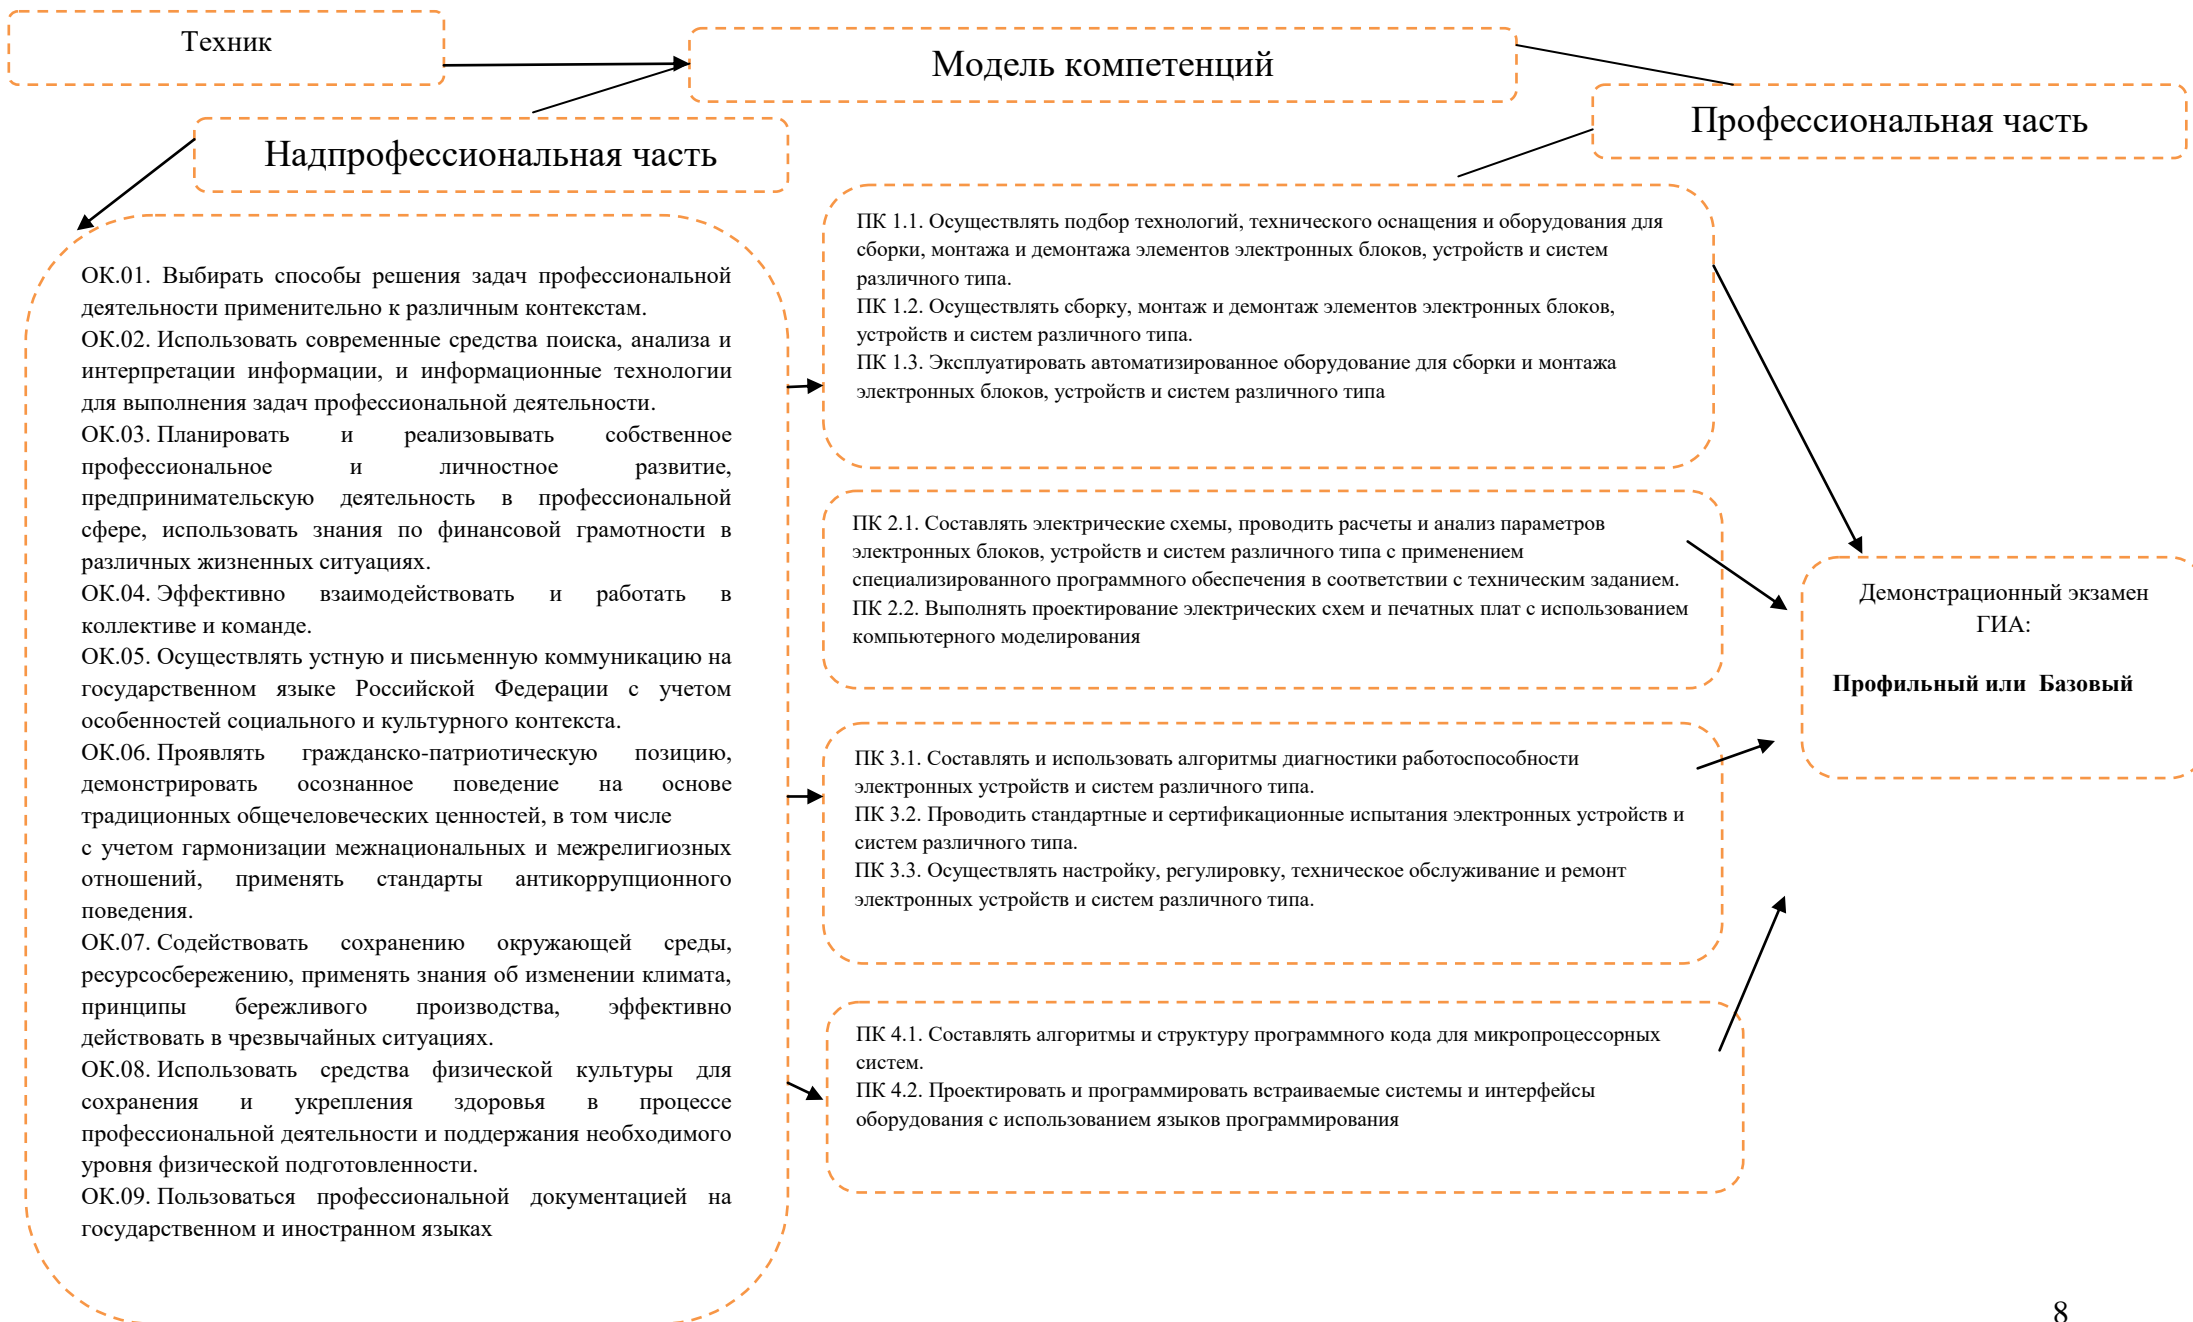 Техник
Модель компетенций
Надпрофессиональная часть
Профессиональная часть
ОК.01. Выбирать способы решения задач профессиональной
деятельности применительно к различным контекстам.
ОК.02. Использовать современные средства поиска, анализа и
интерпретации информации, и информационные технологии
для выполнения задач профессиональной деятельности.
ОК.03. Планировать и реализовывать собственное
профессиональное и личностное развитие,
предпринимательскую деятельность в профессиональной
сфере, использовать знания по финансовой грамотности в
различных жизненных ситуациях.
ОК.04. Эффективно взаимодействовать и работать в
коллективе и команде.
ОК.05. Осуществлять устную и письменную коммуникацию на
государственном языке Российской Федерации с учетом
особенностей социального и культурного контекста.
ОК.06. Проявлять гражданско-патриотическую позицию,
демонстрировать осознанное поведение на основе
традиционных общечеловеческих ценностей, в том числе
с учетом гармонизации межнациональных и межрелигиозных
отношений, применять стандарты антикоррупционного
поведения.
ОК.07. Содействовать сохранению окружающей среды,
ресурсосбережению, применять знания об изменении климата,
принципы бережливого производства, эффективно
действовать в чрезвычайных ситуациях.
ОК.08. Использовать средства физической культуры для
сохранения и укрепления здоровья в процессе
профессиональной деятельности и поддержания необходимого
уровня физической подготовленности.
ОК.09. Пользоваться профессиональной документацией на
государственном и иностранном языках
ПК 1.1. Осуществлять подбор технологий, технического оснащения и оборудования для
сборки, монтажа и демонтажа элементов электронных блоков, устройств и систем
различного типа.
ПК 1.2. Осуществлять сборку, монтаж и демонтаж элементов электронных блоков,
устройств и систем различного типа.
ПК 1.3. Эксплуатировать автоматизированное оборудование для сборки и монтажа
электронных блоков, устройств и систем различного типа
ПК 2.1. Составлять электрические схемы, проводить расчеты и анализ параметров
электронных блоков, устройств и систем различного типа с применением
специализированного программного обеспечения в соответствии с техническим заданием.
ПК 2.2. Выполнять проектирование электрических схем и печатных плат с использованием
компьютерного моделирования
ПК 3.1. Составлять и использовать алгоритмы диагностики работоспособности
электронных устройств и систем различного типа.
ПК 3.2. Проводить стандартные и сертификационные испытания электронных устройств и
систем различного типа.
ПК 3.3. Осуществлять настройку, регулировку, техническое обслуживание и ремонт
электронных устройств и систем различного типа.
ПК 4.1. Составлять алгоритмы и структуру программного кода для микропроцессорных
систем.
ПК 4.2. Проектировать и программировать встраиваемые системы и интерфейсы
оборудования с использованием языков программирования
Демонстрационный экзамен
ГИА:
Профильный или Базовый
8